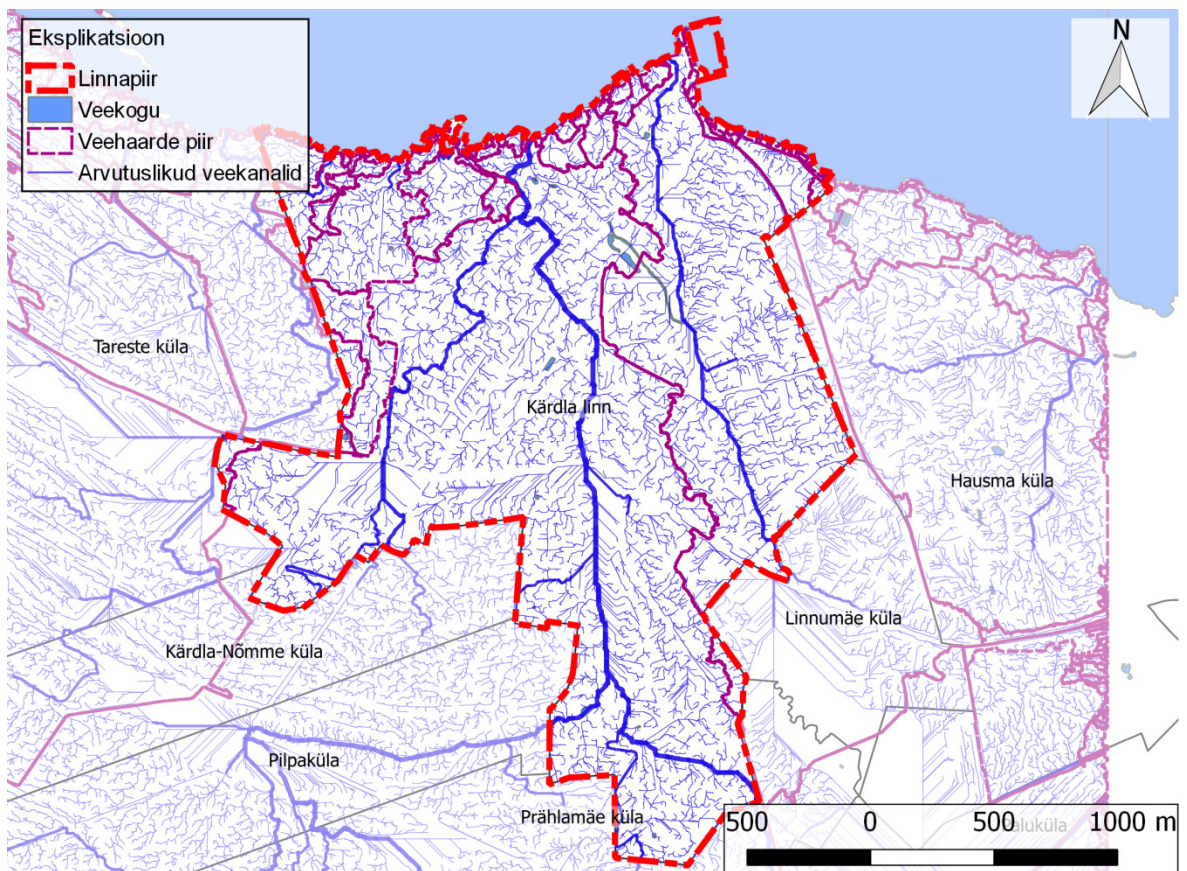 Eksplikatsioon
Linnapiir
Veekogu
Veehaarde piir
Arvutuslikud veekanalid
N
Tareste küla
Kärdla linn
Hausma küla
Linnumäe küla
Kärdla-Nõmme küla
Pilpaküla
Prählamäe küla
500 0 500 1000 m